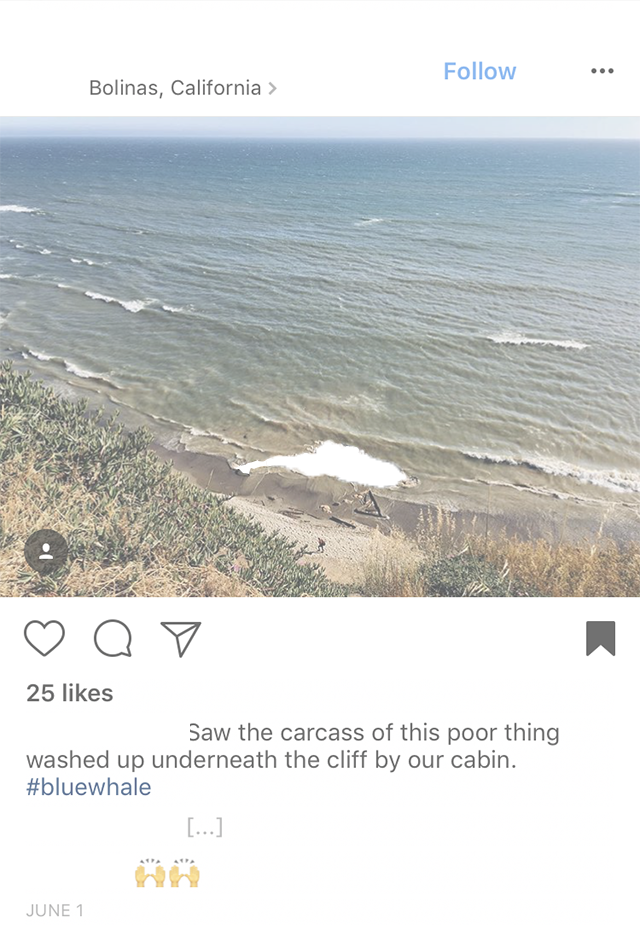 Bolinas, California >
Follow
Saw the carcass of this poor thing
washed up underneath the cliff by our cabin.
#bluewhale
[...]
🙌🙌
25 likes
JUNE 1